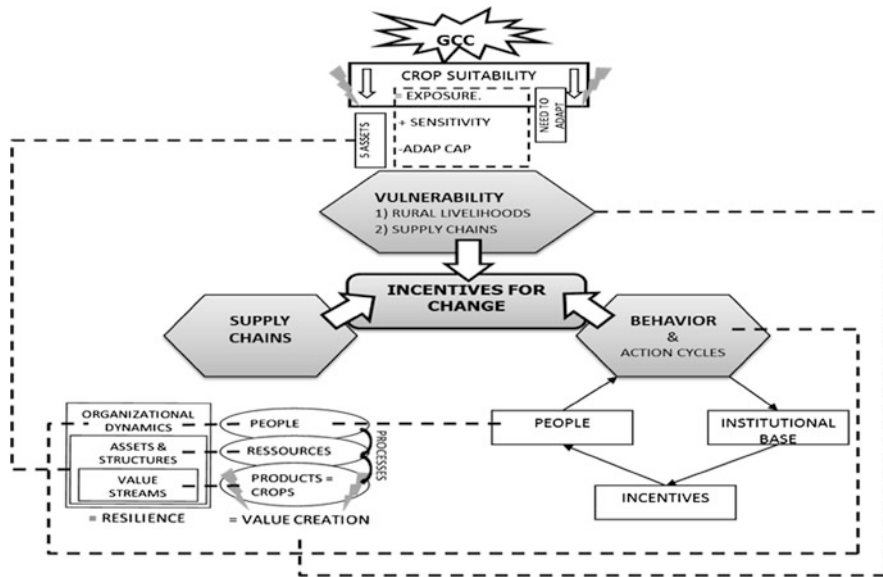 GCC
CROP SUITABILITY
= EXPOSURE.
+ SENSITIVITY
-ADAP CAP
5 ASSETS
NEED TO
ADAPT
VULNERABILITY
1) RURAL LIVELIHOODS
2) SUPPLY CHAINS
INCENTIVES FOR
CHANGE
SUPPLY
CHAINS
BEHAVIOR
&
ACTION CYCLES
ORGANIZATIONAL
DYNAMICS
ASSETS &
STRUCTURES
VALUE
STREAMS
= RESILIENCE
PEOPLE
RESSOURCES
PRODUCTS =
CROPS
= VALUE CREATION
PROCESSES
PEOPLE
INSTITUTIONAL
BASE
INCENTIVES